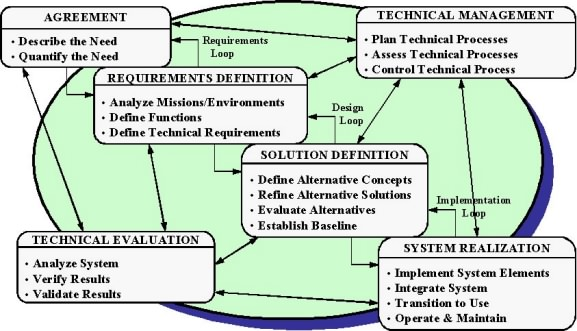 AGREEMENT
• Describe the Need
• Quantify the Need
TECHNICAL MANAGEMENT
• Plan Technical Processes
• Assess Technical Processes
• Control Technical Process
Requirements
Loop
REQUIREMENTS DEFINITION
• Analyze Missions/Environments
• Define Functions
• Define Technical Requirements
Design
Loop
SOLUTION DEFINITION
• Define Alternative Concepts
• Refine Alternative Solutions
• Evaluate Alternatives
• Establish Baseline
Implementation
Loop
TECHNICAL EVALUATION
• Analyze System
• Verify Results
• Validate Results
SYSTEM REALIZATION
• Implement System Elements
• Integrate System
• Transition to Use
• Operate & Maintain